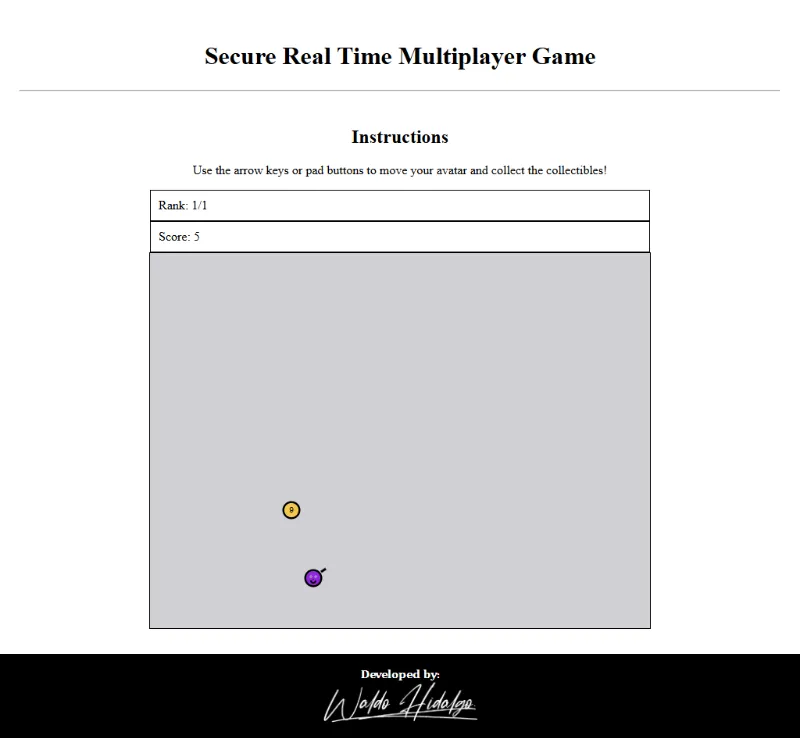 Secure Real Time Multiplayer Game
Instructions
Use the arrow keys or pad buttons to move your avatar and collect the collectibles!
Rank: 1/1
Score: 5
9
Developed by:
Waldo Hidalgo